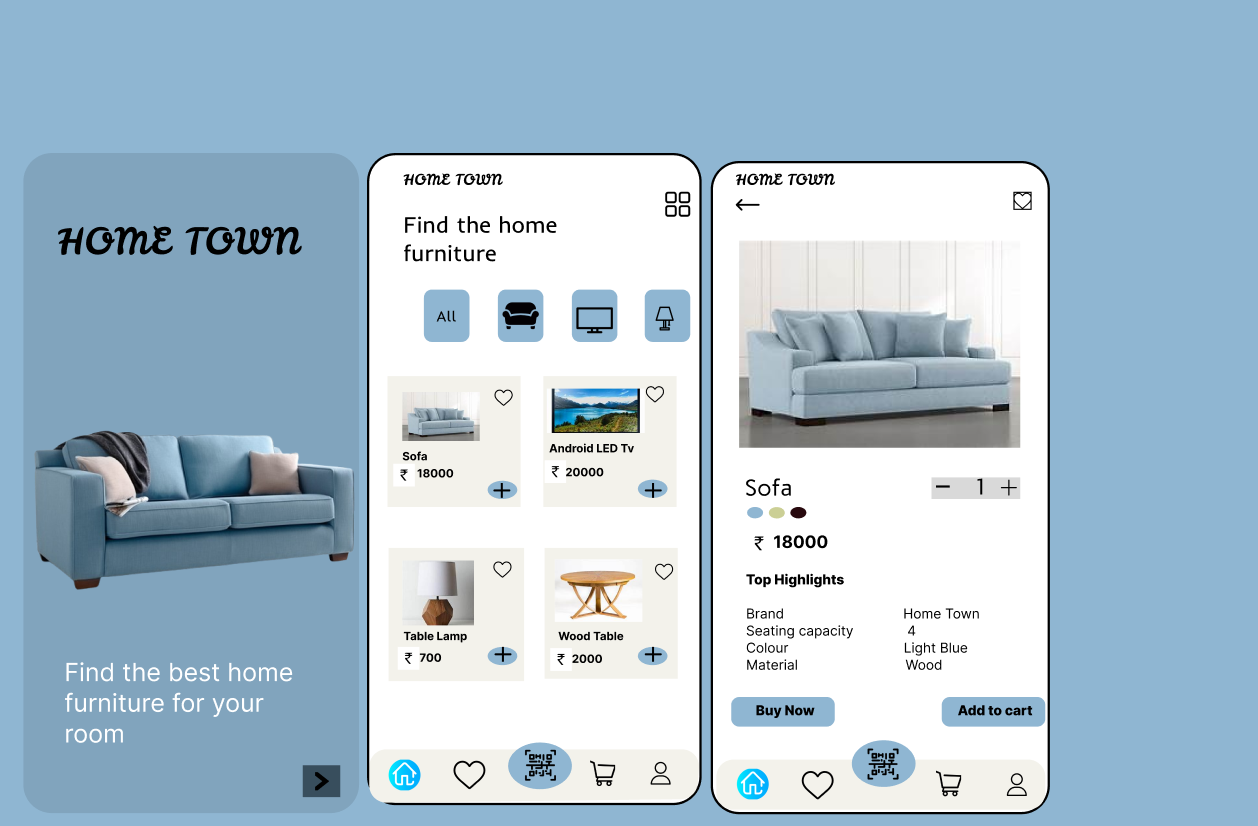 HOME TOWN
Find the best home
furniture for your
room
HOME TOWN
Find the home
furniture
All
Sofa
₹ 18000
Android LED Tv
₹ 20000
Table Lamp
₹ 700
Wood Table
₹ 2000
HOME TOWN
Sofa
− 1 +
₹ 18000
Top Highlights
Brand Home Town
Seating capacity 4
Colour Light Blue
Material Wood
Buy Now Add to cart